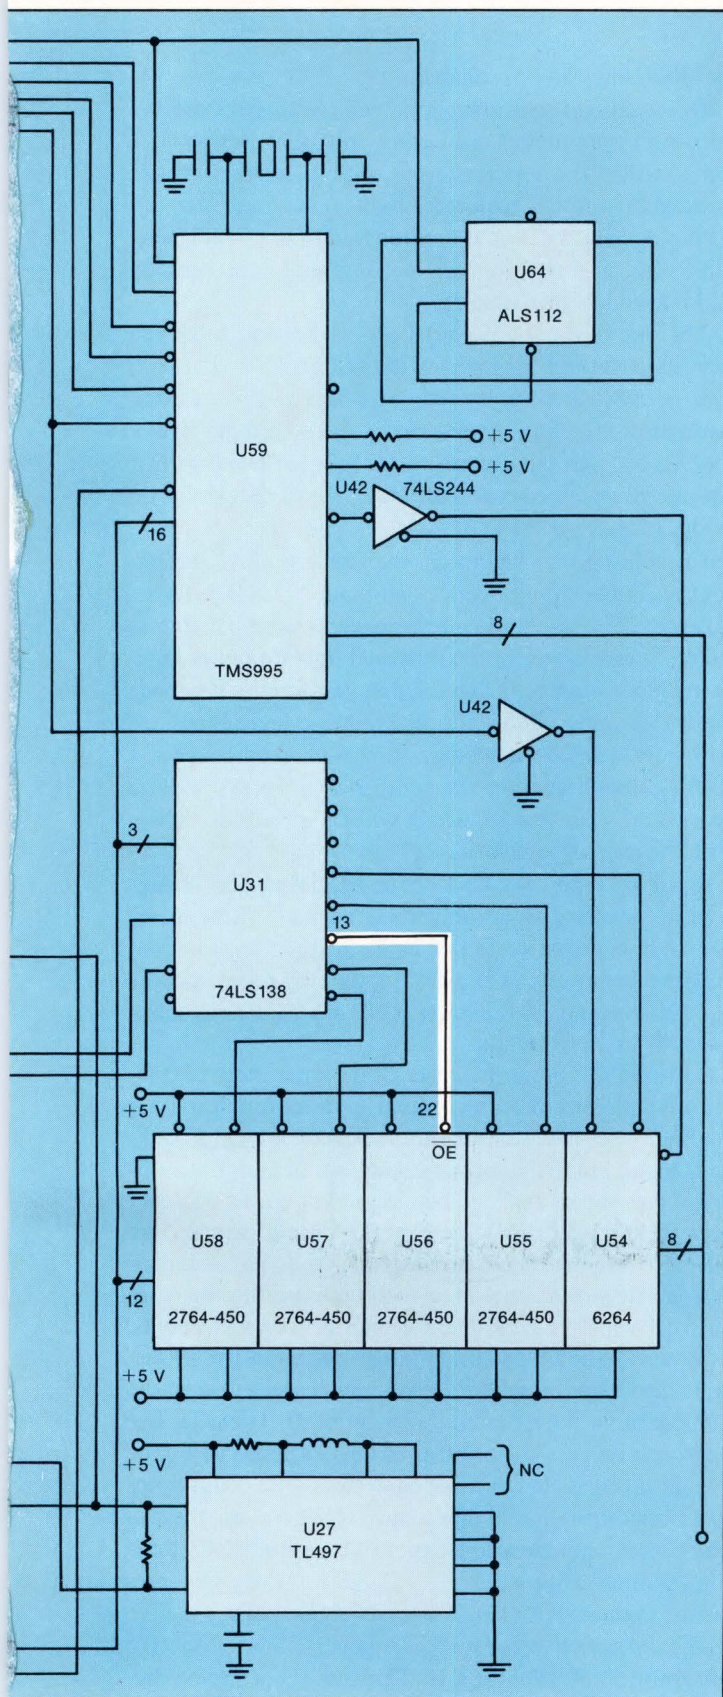 U64
ALS112
U59
+5 V
+5 V
U42
74LS244
16
8
TMS995
U42
3
U31
13
74LS138
+5 V
22
OE
U58
U57
U56
U55
U54
8
12
2764-450
2764-450
2764-450
2764-450
6264
+5 V
+5 V
NC
U27
TL497